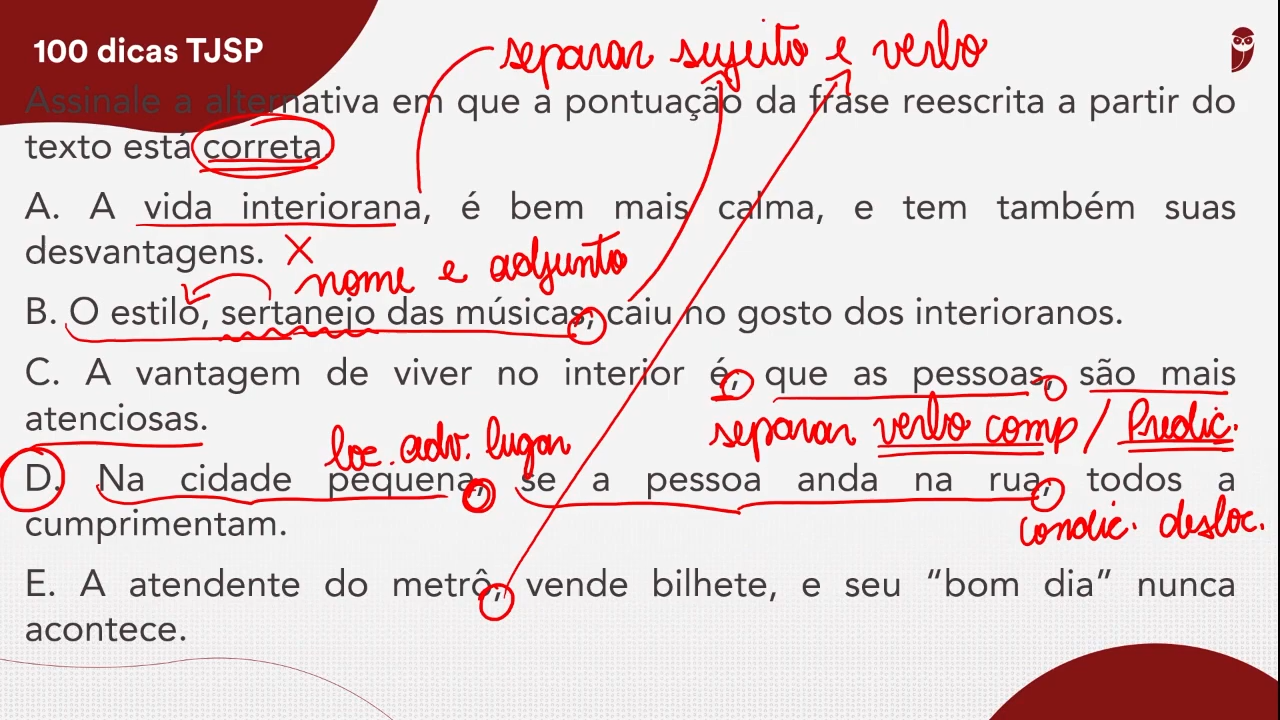 100 dicas TJSP
separar sujeito e verbo
Assinale a alternativa em que a pontuação da frase reescrita a partir do
texto está correta.
A. A vida interiorana, é bem mais calma, e tem também suas
desvantagens. X
nome e adjunto
B. O estilo, sertanejo das músicas, caiu no gosto dos interioranos.
C. A vantagem de viver no interior é, que as pessoas, são mais
atenciosas.
separar verbo comp / Predic.
loc. adv. lugar
D. Na cidade pequena, se a pessoa anda na rua, todos a
cumprimentam.
condic. desloc.
E. A atendente do metrô, vende bilhete, e seu “bom dia” nunca
acontece.